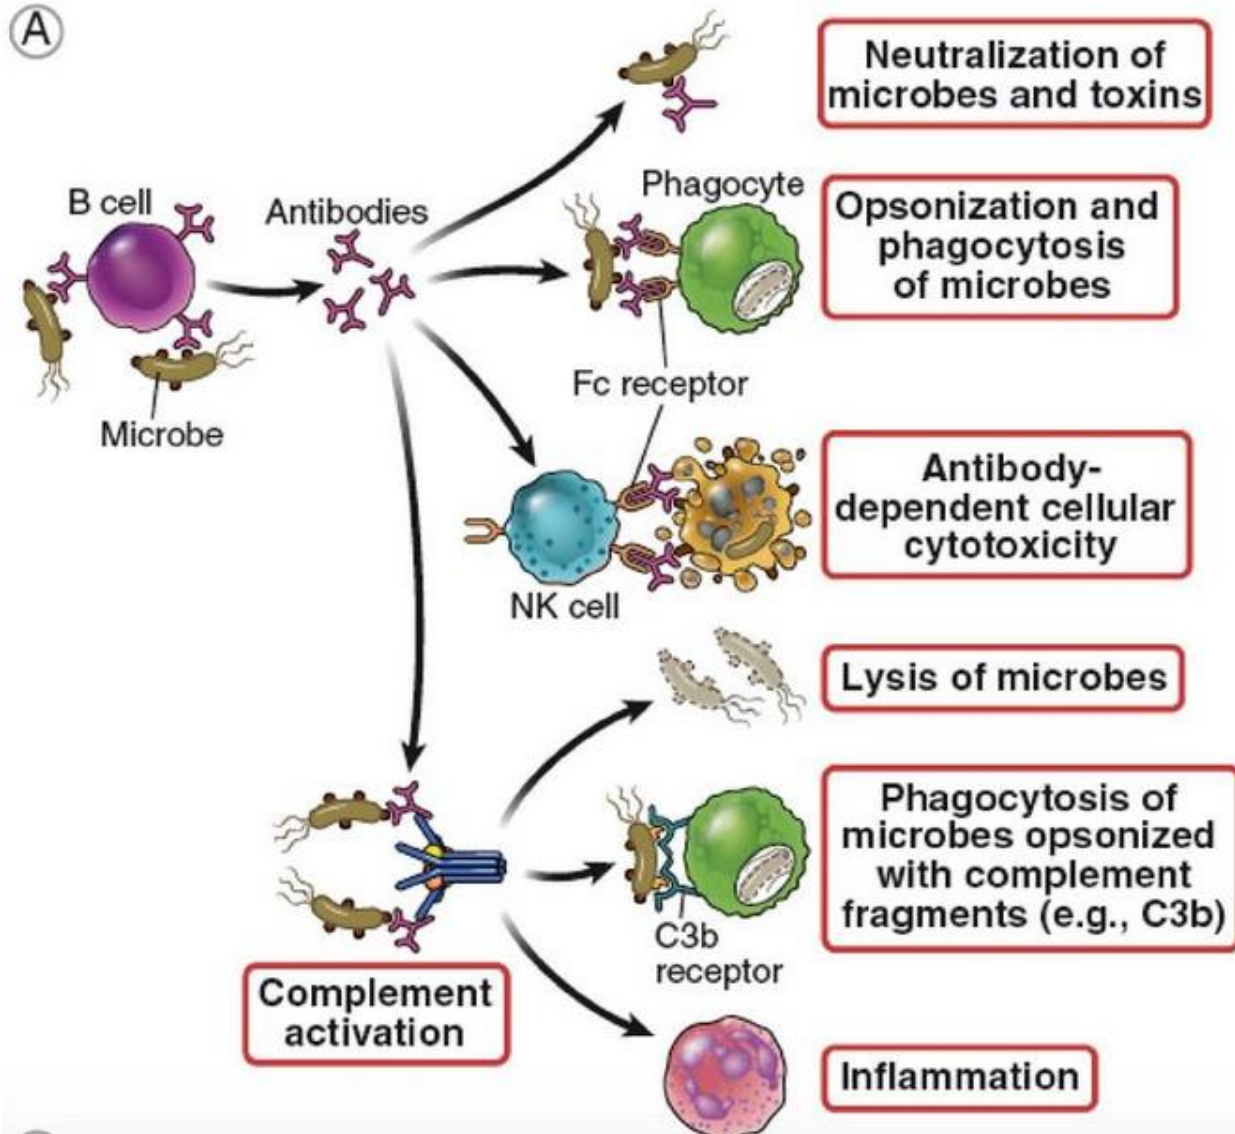 A
Neutralization of
microbes and toxins
B cell
Antibodies
Phagocyte
Opsonization and
phagocytosis
of microbes
Microbe
Fc receptor
Antibody-
dependent cellular
cytotoxicity
NK cell
Lysis of microbes
Phagocytosis of
microbes opsonized
with complement
fragments (e.g., C3b)
C3b
receptor
Complement
activation
Inflammation